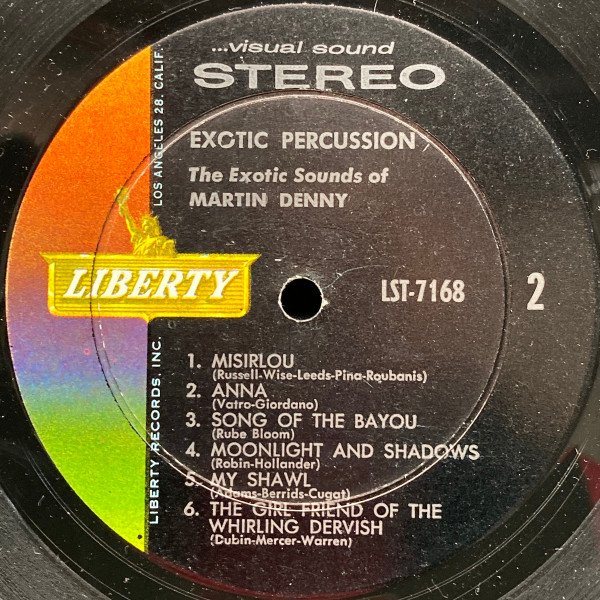 ...visual sound
STEREO
EXOTIC PERCUSSION
The Exotic Sounds of
MARTIN DENNY
LIBERTY
LST-7168
2
1. MISIRLOU
(Russell-Wise-Leeds-Pina-Roubanis)
2. ANNA
(Vatro-Giordano)
3. SONG OF THE BAYOU
(Rube Bloom)
4. MOONLIGHT AND SHADOWS
(Robin-Hollander)
5. MY SHAWL
(Adams-Berrids-Cugat)
6. THE GIRL FRIEND OF THE
WHIRLING DERVISH
(Dubin-Mercer-Warren)
LIBERTY RECORDS, INC.
LOS ANGELES 28, CALIF.